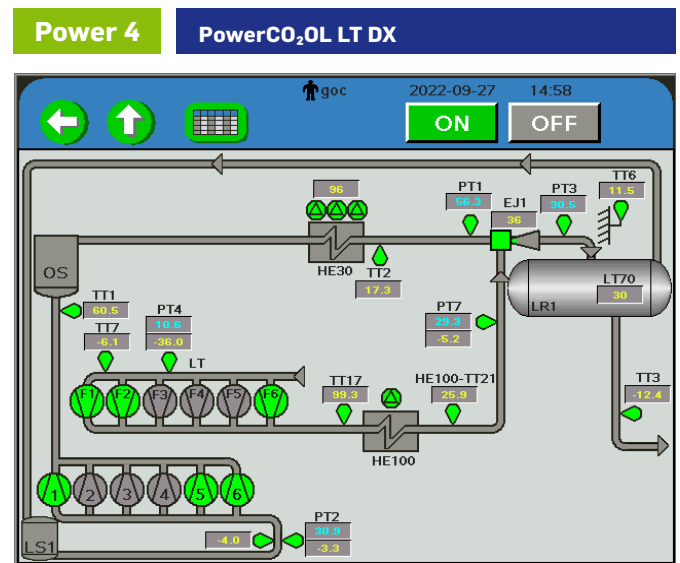 Power 4
PowerCO₂OL LT DX
goc 2022-09-27 14:58
ON OFF
TT6
11.5
96
PT1
56.3
EJ1
36
PT3
30.5
HE30
TT2
17.3
OS
TT1
60.5
TT7
-6.1
PT4
10.6
-36.0
LT
PT7
29.3
-5.2
LR1
LT70
30
F1 F2 F3 F4 F5 F6
TT17
99.3
HE100-TT21
25.9
HE100
TT3
-12.4
1 2 3 4 5 6
LS1
-4.0
PT2
30.9
-3.3